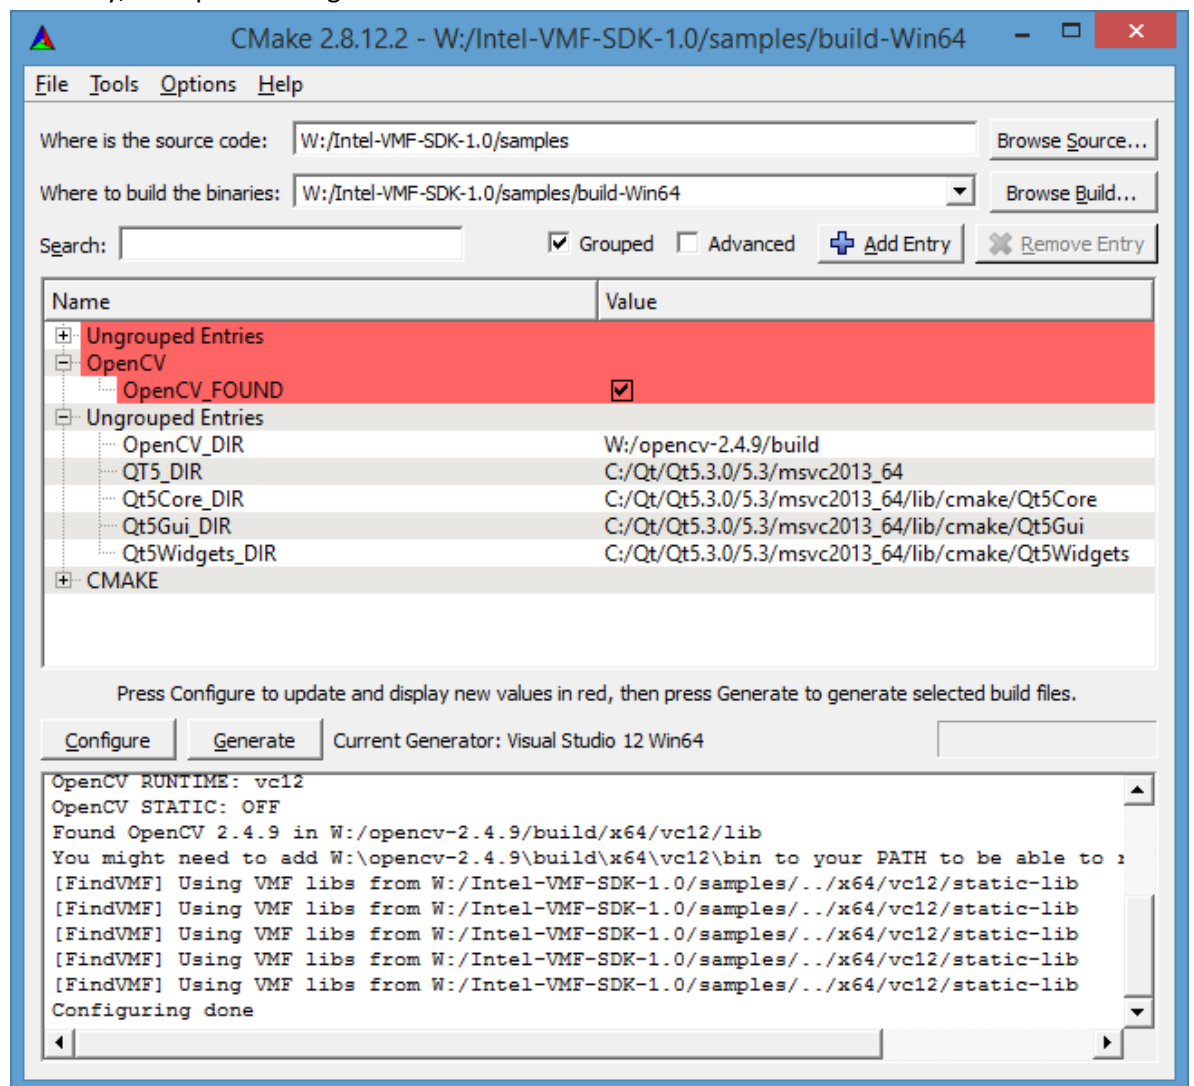 CMake 2.8.12.2 - W:/Intel-VMF-SDK-1.0/samples/build-Win64
File Tools Options Help
Where is the source code: W:/Intel-VMF-SDK-1.0/samples Browse Source...
Where to build the binaries: W:/Intel-VMF-SDK-1.0/samples/build-Win64 Browse Build...
Search: Grouped Advanced Add Entry Remove Entry
Name Value
Ungrouped Entries
OpenCV
OpenCV_FOUND
Ungrouped Entries
OpenCV_DIR W:/opencv-2.4.9/build
QT5_DIR C:/Qt/Qt5.3.0/5.3/msvc2013_64
Qt5Core_DIR C:/Qt/Qt5.3.0/5.3/msvc2013_64/lib/cmake/Qt5Core
Qt5Gui_DIR C:/Qt/Qt5.3.0/5.3/msvc2013_64/lib/cmake/Qt5Gui
Qt5Widgets_DIR C:/Qt/Qt5.3.0/5.3/msvc2013_64/lib/cmake/Qt5Widgets
CMAKE
Press Configure to update and display new values in red, then press Generate to generate selected build files.
Configure Generate Current Generator: Visual Studio 12 Win64
OpenCV RUNTIME: vc12
OpenCV STATIC: OFF
Found OpenCV 2.4.9 in W:/opencv-2.4.9/build/x64/vc12/lib
You might need to add W:\opencv-2.4.9\build\x64\vc12\bin to your PATH to be able to
[FindVMF] Using VMF libs from W:/Intel-VMF-SDK-1.0/samples/../x64/vc12/static-lib
[FindVMF] Using VMF libs from W:/Intel-VMF-SDK-1.0/samples/../x64/vc12/static-lib
[FindVMF] Using VMF libs from W:/Intel-VMF-SDK-1.0/samples/../x64/vc12/static-lib
[FindVMF] Using VMF libs from W:/Intel-VMF-SDK-1.0/samples/../x64/vc12/static-lib
[FindVMF] Using VMF libs from W:/Intel-VMF-SDK-1.0/samples/../x64/vc12/static-lib
Configuring done